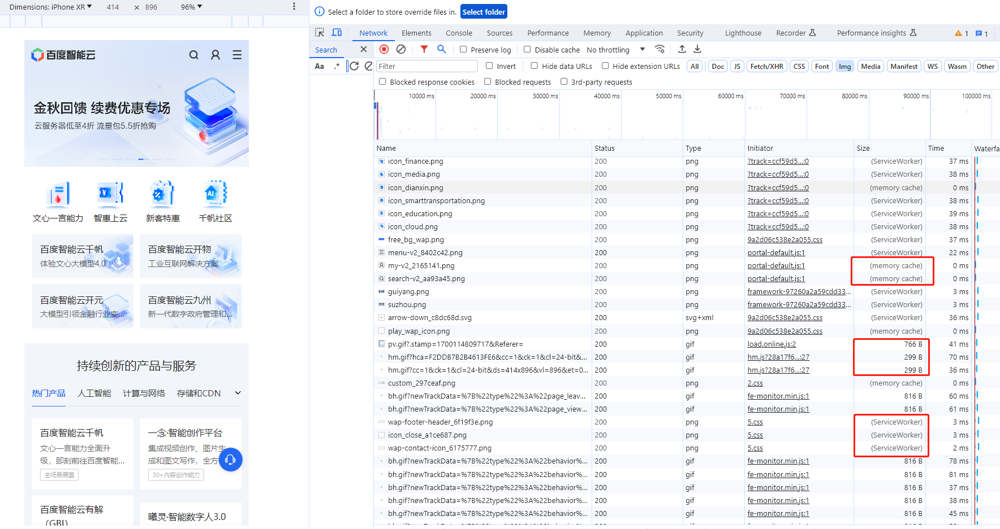 Dimensions: iPhone XR ▼ 414 × 896 96% ▼
Select a folder to store override files in. Select folder
Network Elements Console Sources Performance Memory Application Security Lighthouse Recorder Performance insights 1 1
Search
Preserve log Disable cache No throttling
Aa .*
Filter Invert Hide data URLs Hide extension URLs All Doc JS Fetch/XHR CSS Font Img Media Manifest WS Wasm Other
Blocked response cookies Blocked requests 3rd-party requests
10000 ms 20000 ms 30000 ms 40000 ms 50000 ms 60000 ms 70000 ms 80000 ms 90000 ms 100000 ms
Name Status Type Initiator Size Time Waterfa
icon_finance.png 200 png ?track=ccf59d5…:0 (ServiceWorker) 37 ms
icon_media.png 200 png ?track=ccf59d5…:0 (ServiceWorker) 38 ms
icon_dianxin.png 200 png ?track=ccf59d5…:0 (memory cache) 0 ms
icon_smarttransportation.png 200 png ?track=ccf59d5…:0 (ServiceWorker) 38 ms
icon_education.png 200 png ?track=ccf59d5…:0 (ServiceWorker) 39 ms
icon_cloud.png 200 png ?track=ccf59d5…:0 (ServiceWorker) 38 ms
free_bg_wap.png 200 png 9a2d06c538e2a055.css (ServiceWorker) 37 ms
menu-v2_8402c42.png 200 png portal-default.js:1 (ServiceWorker) 22 ms
my-v2_2165141.png 200 png portal-default.js:1 (memory cache) 0 ms
search-v2_aa93a45.png 200 png portal-default.js:1 (memory cache) 0 ms
guiyang.png 200 png framework-97260a2a59cdd33… (ServiceWorker) 3 ms
suzhou.png 200 png framework-97260a2a59cdd33… (ServiceWorker) 3 ms
arrow-down_c8dc68d.svg 200 svg+xml 9a2d06c538e2a055.css (ServiceWorker) 36 ms
play_wap_icon.png 200 png 9a2d06c538e2a055.css (memory cache) 0 ms
pv.gif?.stamp=1700114809717&Referer= 200 gif load.online.js:2 766 B 41 ms
hm.gif?hca=F2DDB7B2B4613FE6&cc=1&ck=1&cl=24-bit&… 200 gif hm.js?28a17f6…:27 299 B 70 ms
hm.gif?cc=1&ck=1&cl=24-bit&ds=414x896&vl=896&et=0… 200 gif hm.js?28a17f6…:27 299 B 36 ms
custom_297ceaf.png 200 png 2.css (memory cache) 0 ms
bh.gif?newTrackData=%7B%22type%22%3A%22page_leav… 200 gif fe-monitor.min.js:1 816 B 60 ms
bh.gif?newTrackData=%7B%22type%22%3A%22page_view… 200 gif fe-monitor.min.js:1 816 B 61 ms
wap-footer-header_6f19f3e.png 200 png 5.css (ServiceWorker) 3 ms
icon_close_a1ce687.png 200 png 5.css (ServiceWorker) 3 ms
wap-contact-icon_6175777.png 200 png 5.css (ServiceWorker) 2 ms
bh.gif?newTrackData=%7B%22type%22%3A%22behavior%… 200 gif fe-monitor.min.js:1 816 B 78 ms
bh.gif?newTrackData=%7B%22type%22%3A%22behavior%… 200 gif fe-monitor.min.js:1 816 B 81 ms
bh.gif?newTrackData=%7B%22type%22%3A%22behavior%… 200 gif fe-monitor.min.js:1 816 B 37 ms
bh.gif?newTrackData=%7B%22type%22%3A%22behavior%… 200 gif fe-monitor.min.js:1 816 B 38 ms
bh.gif?newTrackData=%7B%22type%22%3A%22behavior%… 200 gif fe-monitor.min.js:1 816 B 45 ms
百度智能云
金秋回馈 续费优惠专场
云服务器低至4折 流量包5.5折抢购
文心一言能力 智惠上云 新客特惠 千帆社区
百度智能云千帆
体验文心大模型4.0
百度智能云开物
工业互联网解决方案
百度智能云开元
大模型引领金融行业变…
百度智能云九州
新一代数字政府管理和…
持续创新的产品与服务
热门产品 人工智能 计算与网络 存储和CDN
百度智能云千帆
文心一言能力全面升
级，即刻前往百度智能…
全场景覆盖
一念·智能创作平台
集成视频创作、图片生
成和图文写作，全方
30+内容创作能力
百度智能云有解
（GBI）
曦灵·智能数字人3.0